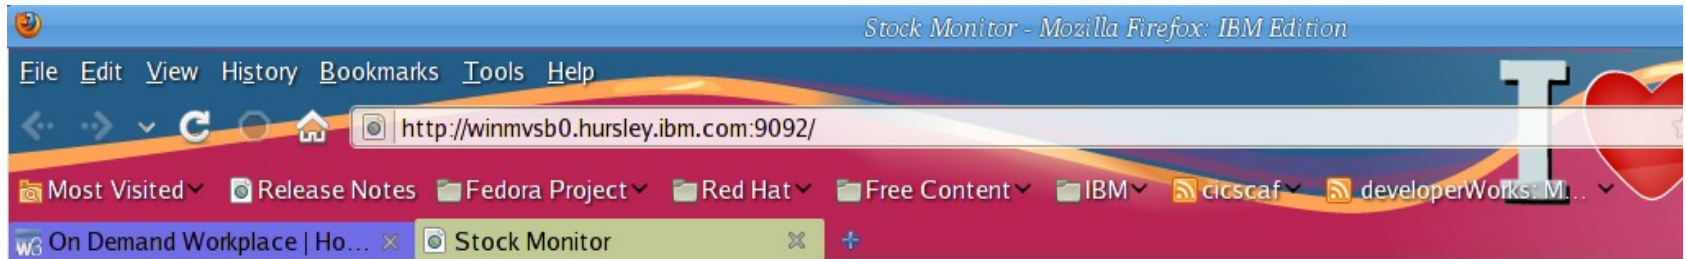 Stock Monitor - Mozilla Firefox: IBM Edition
File Edit View History Bookmarks Tools Help
http://winmvsb0.hursley.ibm.com:9092/
I
Most Visited Release Notes Fedora Project Red Hat Free Content IBM cicscaf developerWorks: M...
W3 On Demand Workplace | Ho... Stock Monitor